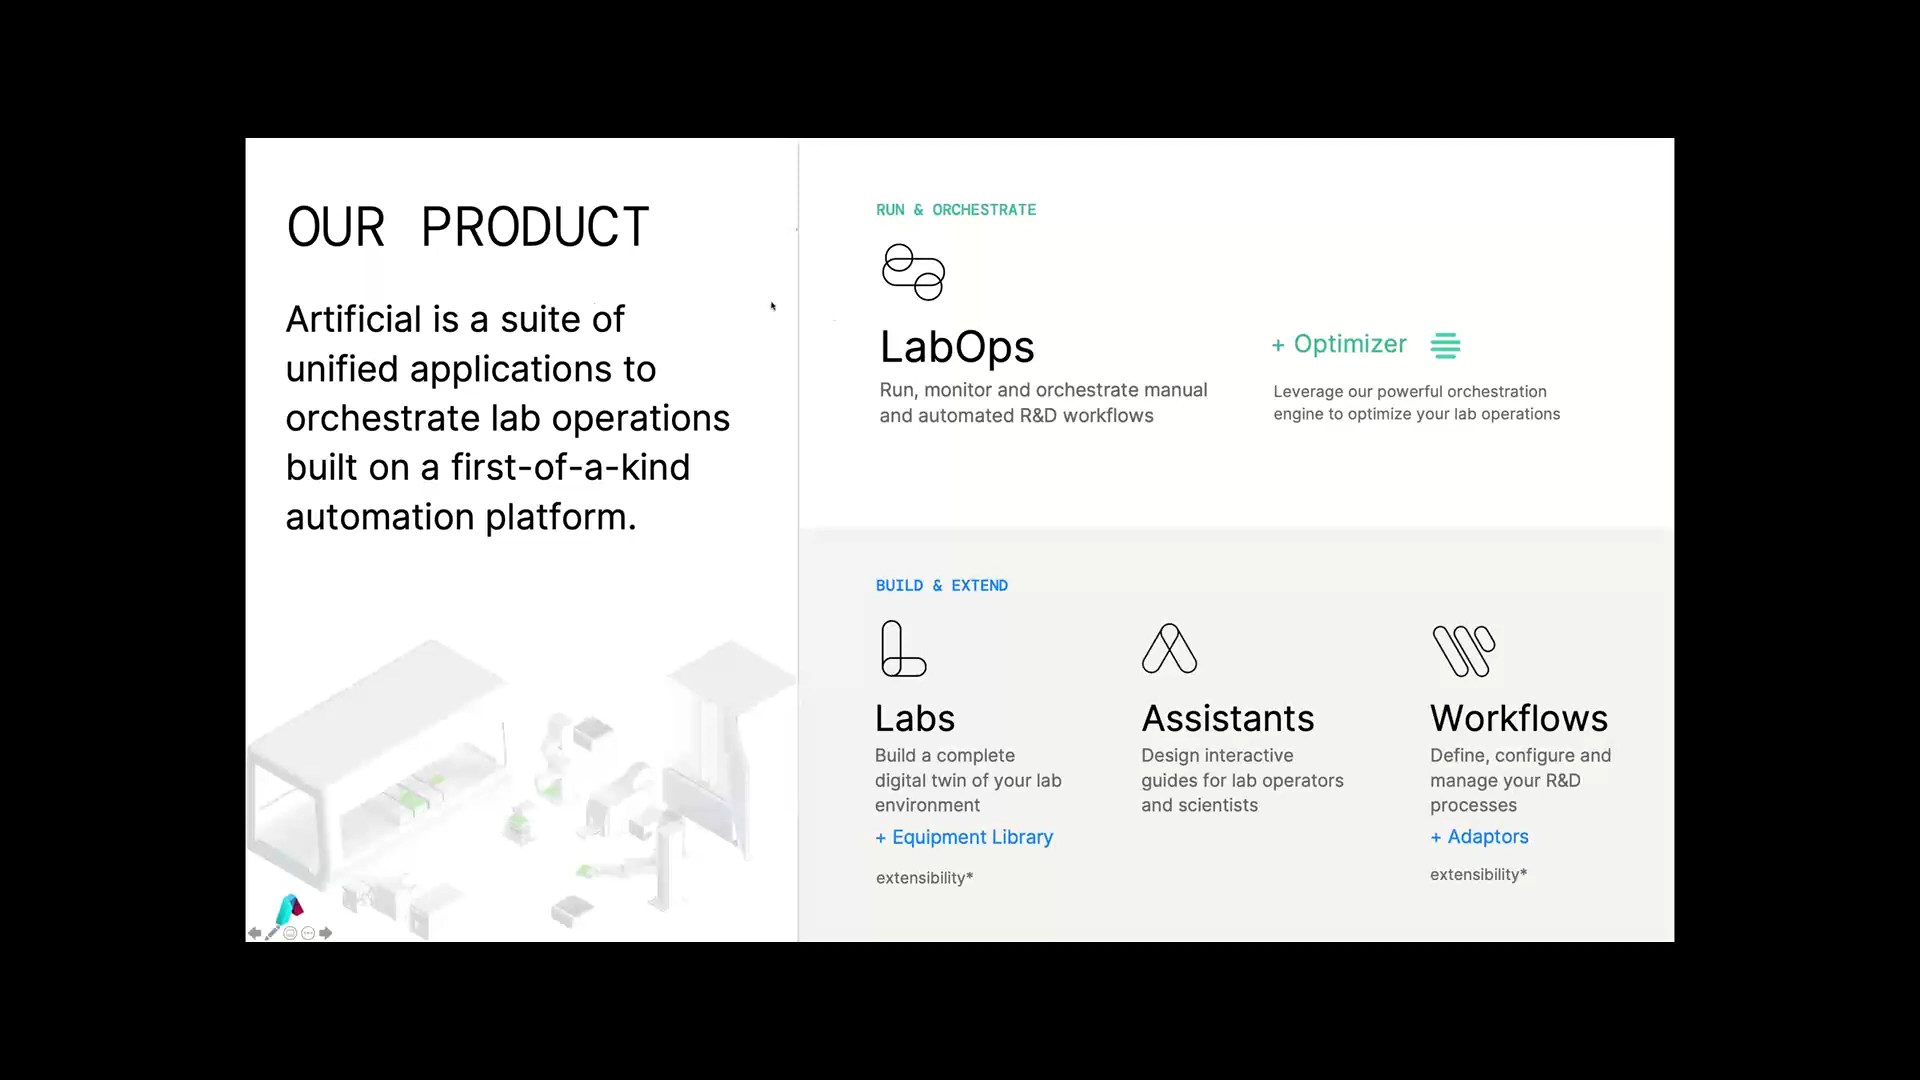 OUR PRODUCT
Artificial is a suite of
unified applications to
orchestrate lab operations
built on a first-of-a-kind
automation platform.
RUN & ORCHESTRATE
LabOps
Run, monitor and orchestrate manual
and automated R&D workflows
+ Optimizer
Leverage our powerful orchestration
engine to optimize your lab operations
BUILD & EXTEND
Labs
Build a complete
digital twin of your lab
environment
+ Equipment Library
extensibility*
Assistants
Design interactive
guides for lab operators
and scientists
Workflows
Define, configure and
manage your R&D
processes
+ Adaptors
extensibility*